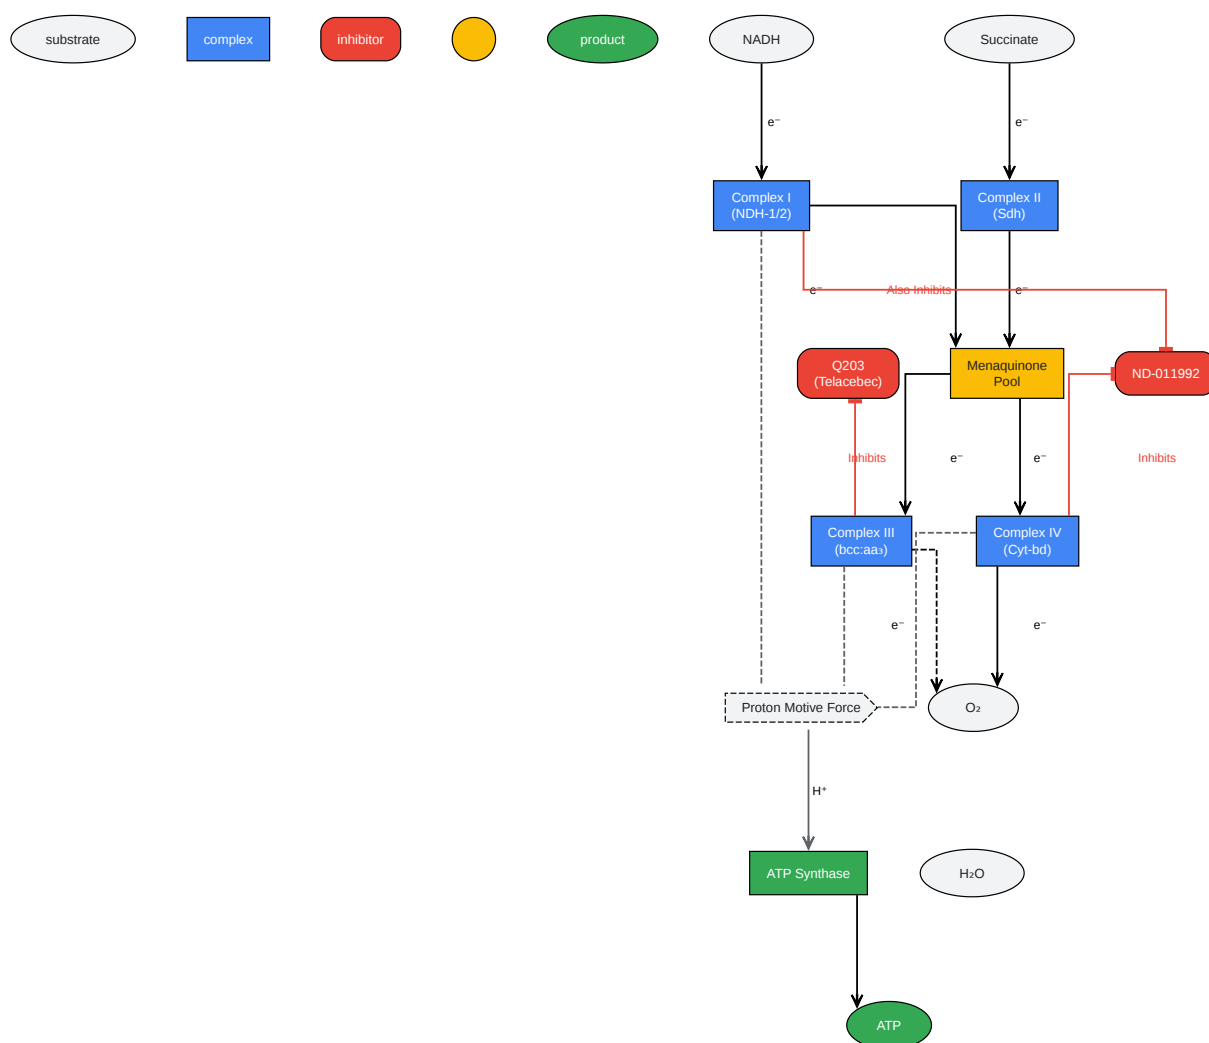 substrate
complex
inhibitor
product
NADH
Succinate
e⁻
e⁻
Complex I
(NDH-1/2)
Complex II
(Sdh)
e⁻
Also Inhibits
e⁻
Q203
(Telacebec)
Menaquinone
Pool
ND-011992
Inhibits
e⁻
e⁻
Inhibits
Complex III
(bcc:aa₃)
Complex IV
(Cyt-bd)
e⁻
e⁻
Proton Motive Force
O₂
H⁺
ATP Synthase
H₂O
ATP